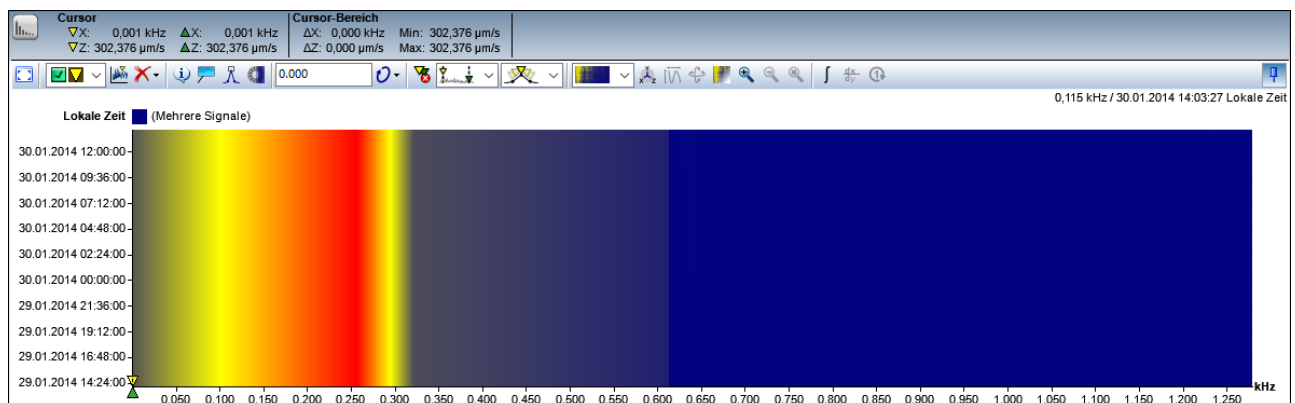 Cursor
X: 0,001 kHz X: 0,001 kHz
Z: 302,376 µm/s Z: 302,376 µm/s
Cursor-Bereich
ΔX: 0,000 kHz Min: 302,376 µm/s
ΔZ: 0,000 µm/s Max: 302,376 µm/s
0.000
0,115 kHz / 30.01.2014 14:03:27 Lokale Zeit
Lokale Zeit (Mehrere Signale)
30.01.2014 12:00:00
30.01.2014 09:36:00
30.01.2014 07:12:00
30.01.2014 04:48:00
30.01.2014 02:24:00
30.01.2014 00:00:00
29.01.2014 21:36:00
29.01.2014 19:12:00
29.01.2014 16:48:00
29.01.2014 14:24:00
kHz
0.050 0.100 0.150 0.200 0.250 0.300 0.350 0.400 0.450 0.500 0.550 0.600 0.650 0.700 0.750 0.800 0.850 0.900 0.950 1.000 1.050 1.100 1.150 1.200 1.250